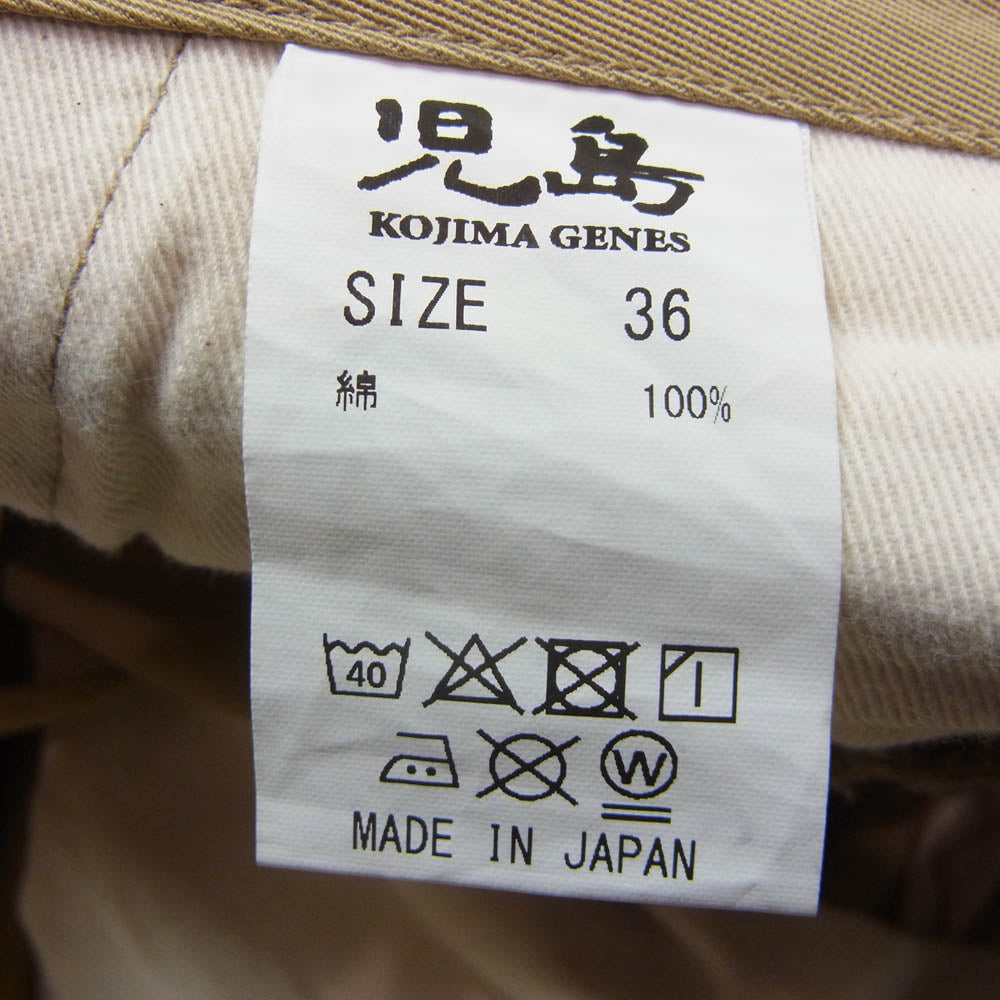 児島
KOJIMA GENES
SIZE 36
綿 100%
40
W
MADE IN JAPAN